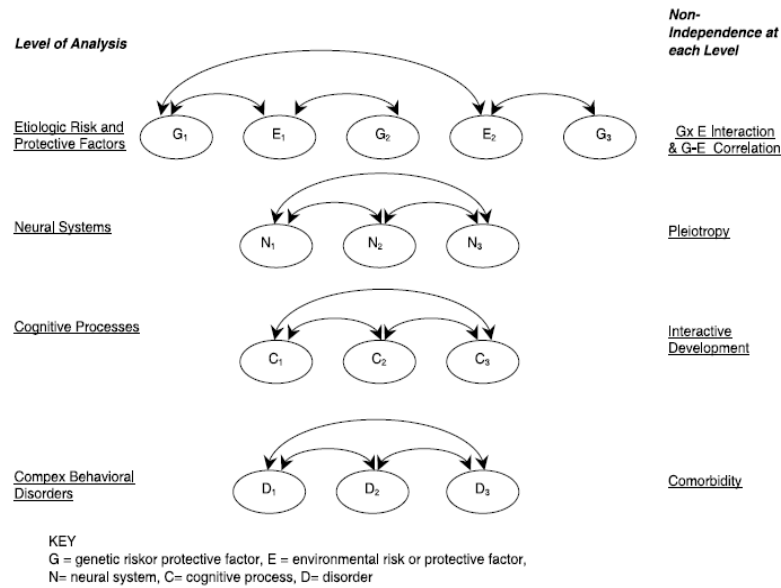 Level of Analysis
Non-
Independence at
each Level
Etiologic Risk and
Protective Factors
G1
E1
G2
E2
G3
Gx E Interaction
& G-E Correlation
Neural Systems
N1
N2
N3
Pleiotropy
Cognitive Processes
C1
C2
C3
Interactive
Development
Compex Behavioral
Disorders
D1
D2
D3
Comorbidity
KEY
G = genetic riskor protective factor, E = environmental risk or protective factor,
N= neural system, C= cognitive process, D= disorder